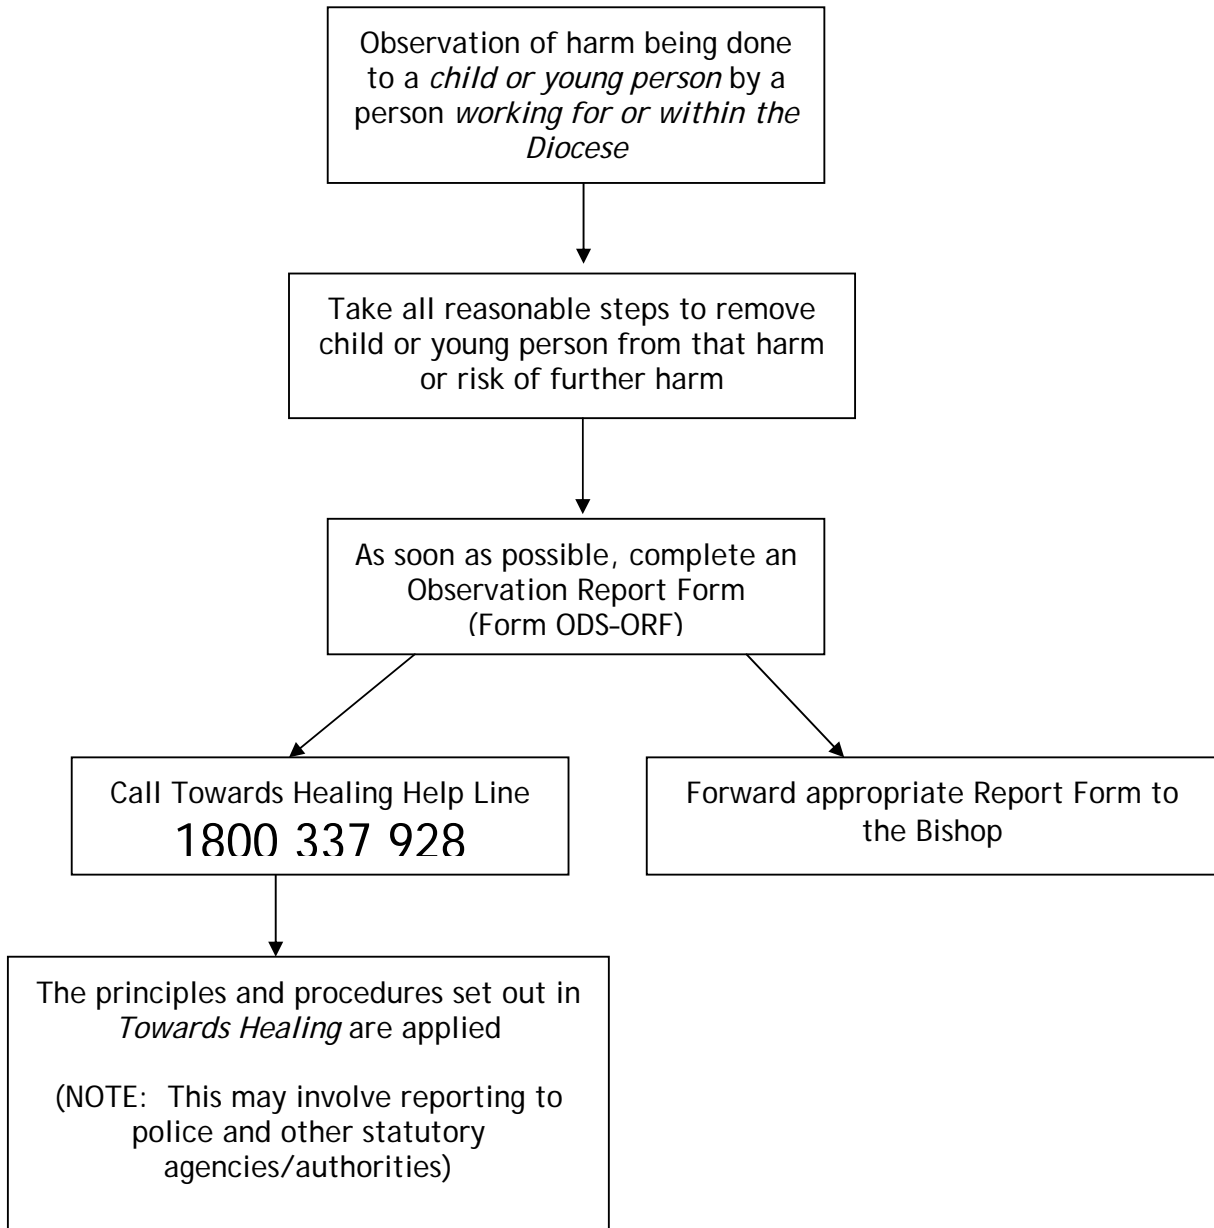 Observation of harm being done
to a child or young person by a
person working for or within the
Diocese
Take all reasonable steps to remove
child or young person from that harm
or risk of further harm
As soon as possible, complete an
Observation Report Form
(Form ODS-ORF)
Call Towards Healing Help Line
1800 337 928
Forward appropriate Report Form to
the Bishop
The principles and procedures set out in
Towards Healing are applied
(NOTE: This may involve reporting to
police and other statutory
agencies/authorities)